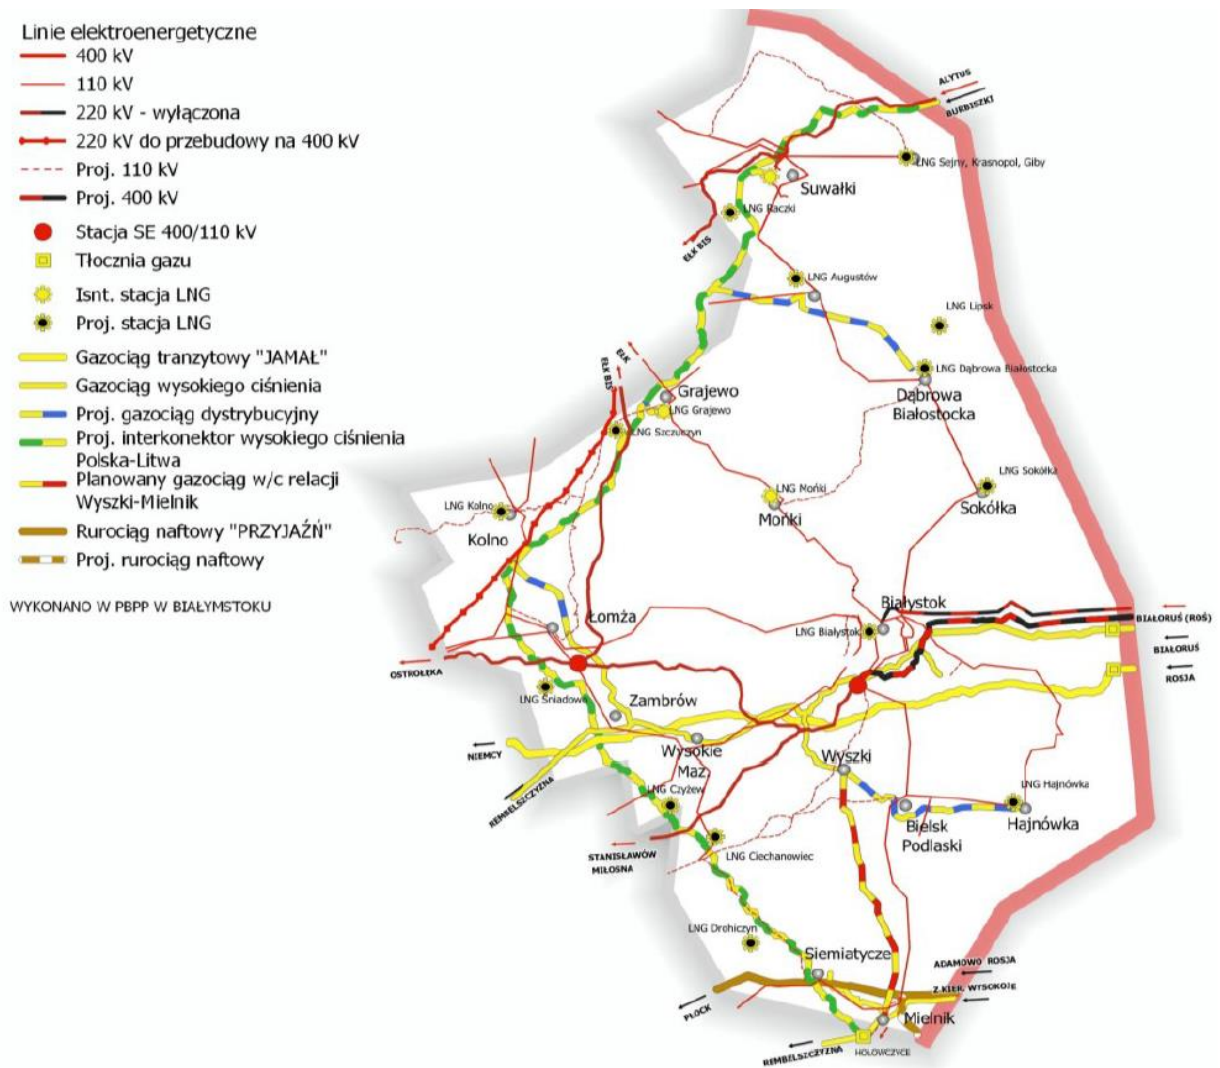 Linie elektroenergetyczne
400 kV
110 kV
220 kV - wyłączona
220 kV do przebudowy na 400 kV
Proj. 110 kV
Proj. 400 kV
Stacja SE 400/110 kV
Tłocznia gazu
Isnt. stacja LNG
Proj. stacja LNG
Gazociąg tranzytowy "JAMAŁ"
Gazociąg wysokiego ciśnienia
Proj. gazociąg dystrybucyjny
Proj. interkonektor wysokiego ciśnienia
Polska-Litwa
Planowany gazociąg w/c relacji
Wyszki-Mielnik
Rurociąg naftowy "PRZYJAŹŃ"
Proj. rurociąg naftowy
WYKONANO W PBPP W BIAŁYMSTOKU
ALYTUS
BURBISZKI
LNG Sejny, Krasnopol, Giby
Suwałki
LNG Raczki
EŁK BIS
LNG Augustów
LNG Lipsk
EŁK
EŁK BIS
LNG Dąbrowa Białostocka
Grajewo
Dąbrowa
Białostocka
LNG Grajewo
LNG Szczuczyn
LNG Sokółka
LNG Mońki
LNG Kolno
Sokółka
Mońki
Kolno
Białystok
Łomża
BIAŁORUŚ (ROŚ)
LNG Białystok
BIAŁORUŚ
OSTROŁĘKA
ROSJA
LNG Śniadowo
Zambrów
NIEMCY
Wysokie
Maz.
Wyszki
LNG Hajnówka
LNG Czyżew
REMBELSZCZYZNA
Bielsk
Podlaski
Hajnówka
STANISŁAWÓW
MIŁOSNA
LNG Ciechanowiec
LNG Drohiczyn
Siemiatycze
ADAMOWO ROSJA
Z KIER. WYSOKOJE
PŁOCK
Mielnik
REMBELSZCZYZNA
HOŁOWCZYCE